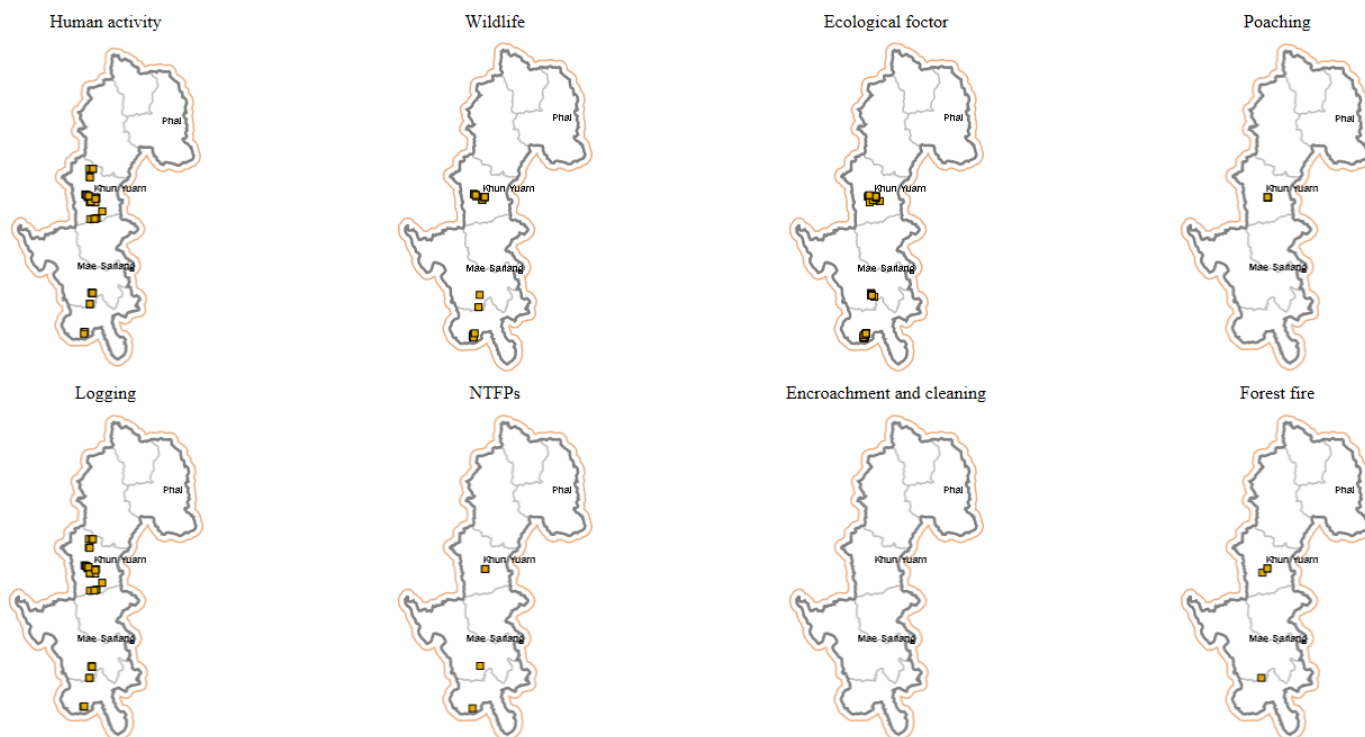 Human activity
Wildlife
Ecological foctor
Poaching
Phai
Khun Yuam
Mae Sariang
Phai
Khun Yuam
Mae Sariang
Phai
Khun Yuam
Mae Sariang
Phai
Khun Yuam
Mae Sariang
Logging
NTFPs
Encroachment and cleaning
Forest fire
Phai
Khun Yuam
Mae Sariang
Phai
Khun Yuam
Mae Sariang
Phai
Khun Yuam
Mae Sariang
Phai
Khun Yuam
Mae Sariang